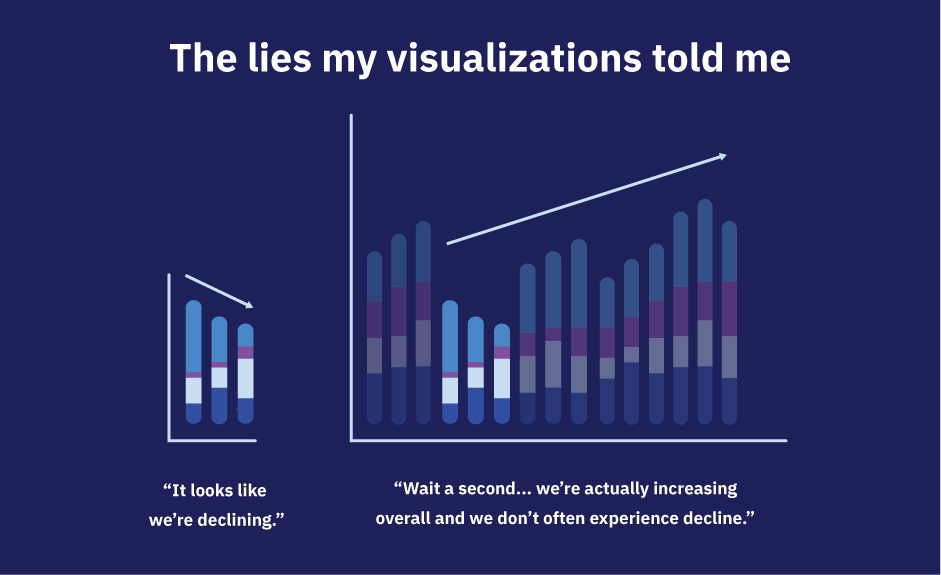 The lies my visualizations told me
“It looks like
we’re declining.”
“Wait a second... we’re actually increasing
overall and we don’t often experience decline.”